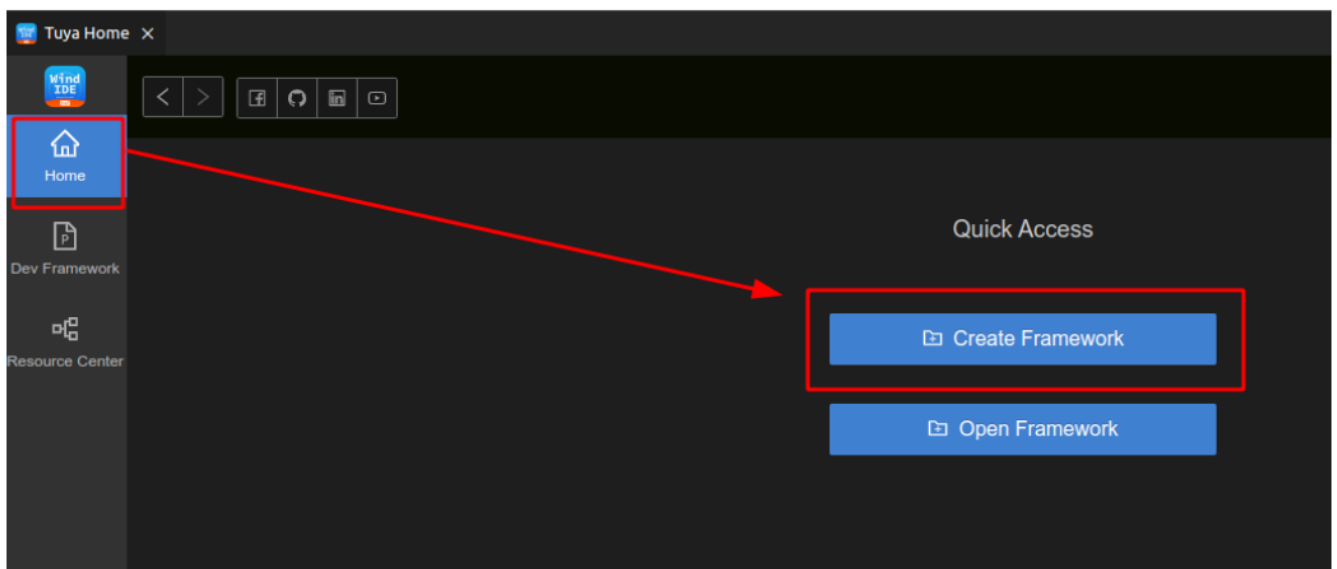 Tuya Home
Wind
IDE
Home
Dev Framework
Resource Center
Quick Access
Create Framework
Open Framework